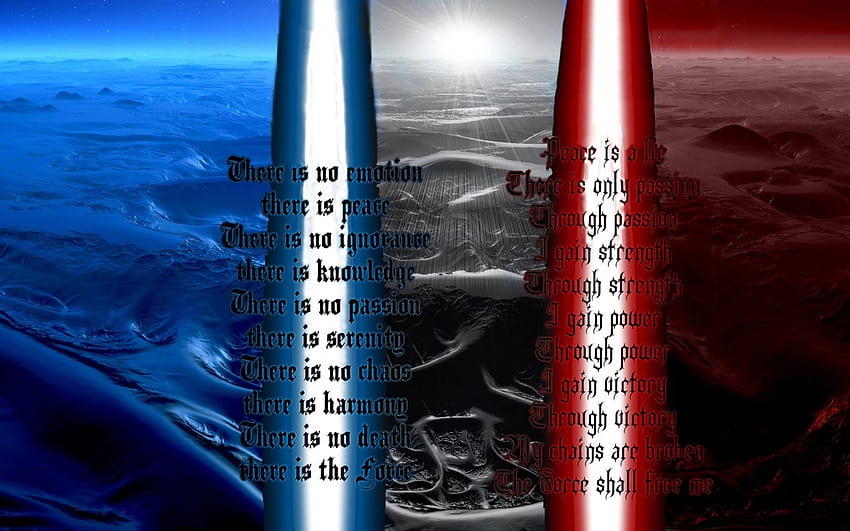 There is no emotion
there is peace
There is no ignorance
there is knowledge
There is no passion
there is serenity
There is no chaos
there is harmony
There is no death
there is the Force
Peace is a lie
There is only passion
Through passion
I gain strength
Through strength
I gain power
Through power
I gain victory
Through victory
My chains are broken
The Force shall free me